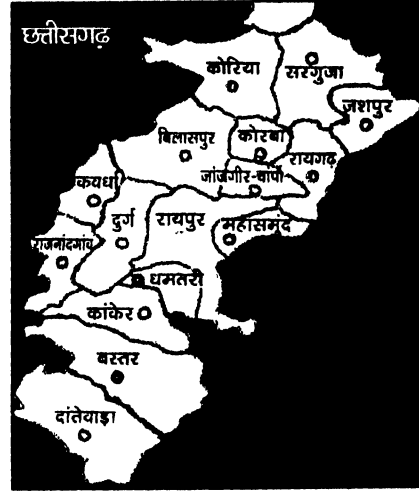 छत्तीसगढ़
कोरिया
सरगुजा
जशपुर
बिलासपुर
कोरबा
रायगढ़
जांजगीर-चांपा
कवर्धा
दुर्ग
रायपुर
महासमंद
राजनांदगांव
धमतरी
कांकेर
बस्तर
दांतेवाड़ा